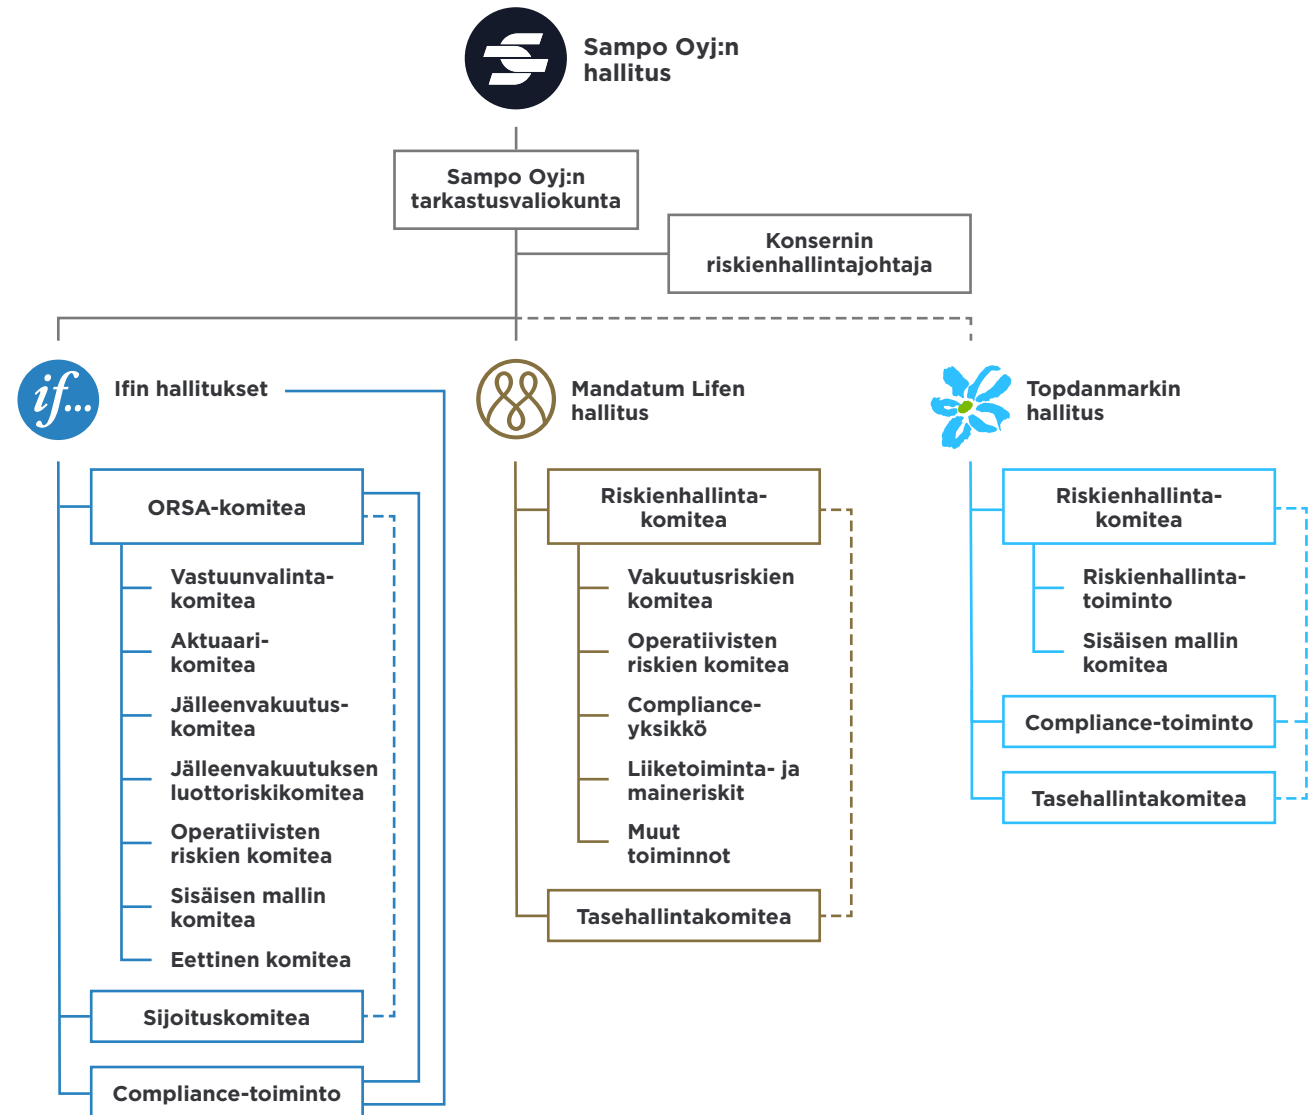 Sampo Oyj:n
hallitus
Sampo Oyj:n
tarkastusvaliokunta
Konsernin
riskienhallintajohtaja
if...
Ifin hallitukset
ORSA-komitea
Vastuunvalinta-
komitea
Aktuaari-
komitea
Jälleenvakuutus-
komitea
Jälleenvakuutuksen
luottoriskikomitea
Operatiivisten
riskien komitea
Sisäisen mallin
komitea
Eettinen komitea
Sijoituskomitea
Compliance-toiminto
Mandatum Lifen
hallitus
Riskienhallinta-
komitea
Vakuutusriskien
komitea
Operatiivisten
riskien komitea
Compliance-
yksikkö
Liiketoiminta- ja
maineriskit
Muut
toiminnot
Tasehallintakomitea
Topdanmarkin
hallitus
Riskienhallinta-
komitea
Riskienhallinta-
toiminto
Sisäisen mallin
komitea
Compliance-toiminto
Tasehallintakomitea